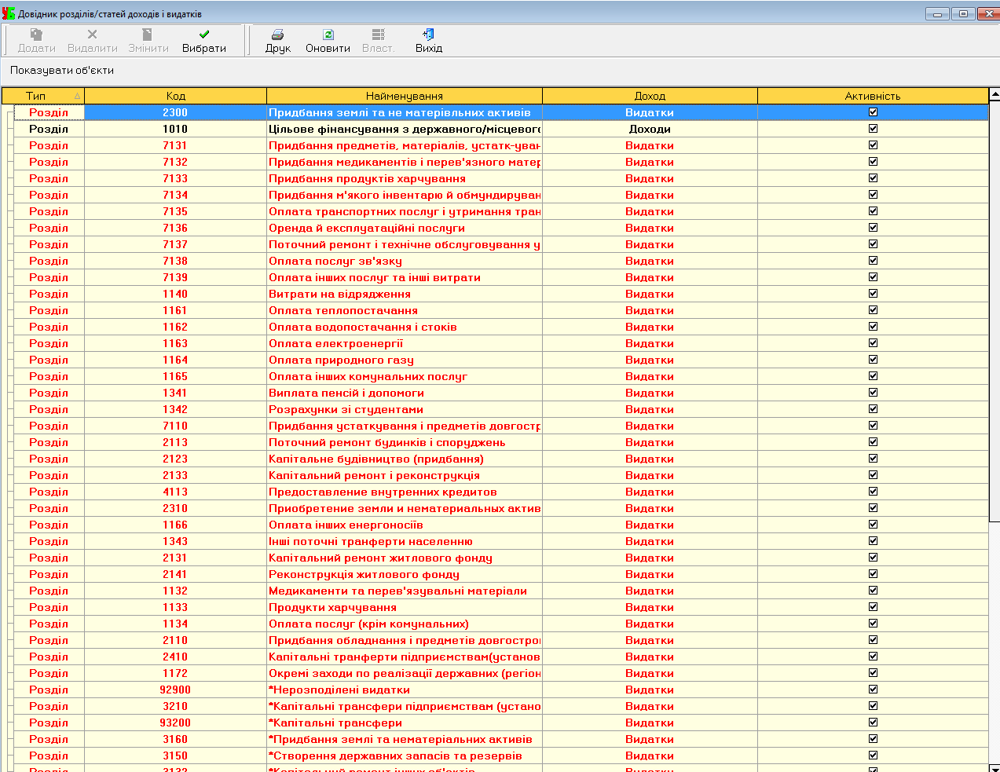 УБ Довідник розділів/статей доходів і видатків
Додати Видалити Змінити Вибрати Друк Оновити Власт. Вихід
Показувати об'єкти
Тип Код Найменування Доход Активність
Розділ 2300 Придбання землі та не матерівльних активів Видатки
Розділ 1010 Цільове фінансування з державного/місцевого Доходи
Розділ 7131 Придбання предметів, матеріалів, устатк-уван Видатки
Розділ 7132 Придбання медикаментів і перев'язного матер Видатки
Розділ 7133 Придбання продуктів харчування Видатки
Розділ 7134 Придбання м'якого інвентарю й обмундируван Видатки
Розділ 7135 Оплата транспортних послуг і утримання тран Видатки
Розділ 7136 Оренда й експлуатаційні послуги Видатки
Розділ 7137 Поточний ремонт і технічне обслуговування у Видатки
Розділ 7138 Оплата послуг зв'язку Видатки
Розділ 7139 Оплата інших послуг та інші витрати Видатки
Розділ 1140 Витрати на відрядження Видатки
Розділ 1161 Оплата теплопостачання Видатки
Розділ 1162 Оплата водопостачання і стоків Видатки
Розділ 1163 Оплата електроенергії Видатки
Розділ 1164 Оплата природного газу Видатки
Розділ 1165 Оплата інших комунальних послуг Видатки
Розділ 1341 Виплата пенсій і допомоги Видатки
Розділ 1342 Розрахунки зі студентами Видатки
Розділ 7110 Придбання устаткування і предметів довгостр Видатки
Розділ 2113 Поточний ремонт будинків і споруджень Видатки
Розділ 2123 Капітальне будівництво (придбання) Видатки
Розділ 2133 Капітальний ремонт і реконструкція Видатки
Розділ 4113 Предоставление внутренних кредитов Видатки
Розділ 2310 Приобретение земли и нематериальных актив Видатки
Розділ 1166 Оплата інших енергоносіїв Видатки
Розділ 1343 Інші поточні транферти населенню Видатки
Розділ 2131 Капітальний ремонт житлового фонду Видатки
Розділ 2141 Реконструкція житлового фонду Видатки
Розділ 1132 Медикаменти та перев'язувальні матеріали Видатки
Розділ 1133 Продукти харчування Видатки
Розділ 1134 Оплата послуг (крім комунальних) Видатки
Розділ 2110 Придбання обладнання і предметів довгостро Видатки
Розділ 2410 Капітальні транферти підприємствам(установ Видатки
Розділ 1172 Окремі заходи по реалізації державних (регіон Видатки
Розділ 92900 *Нерозподілені видатки Видатки
Розділ 3210 *Капітальні трансфери підприємствам (устано Видатки
Розділ 93200 *Капітальні трансфери Видатки
Розділ 3160 *Придбання землі та нематеріальних активів Видатки
Розділ 3150 *Створення державних запасів та резервів Видатки
Розділ 3132 *Капітальний ремонт інших об'єктів Видатки